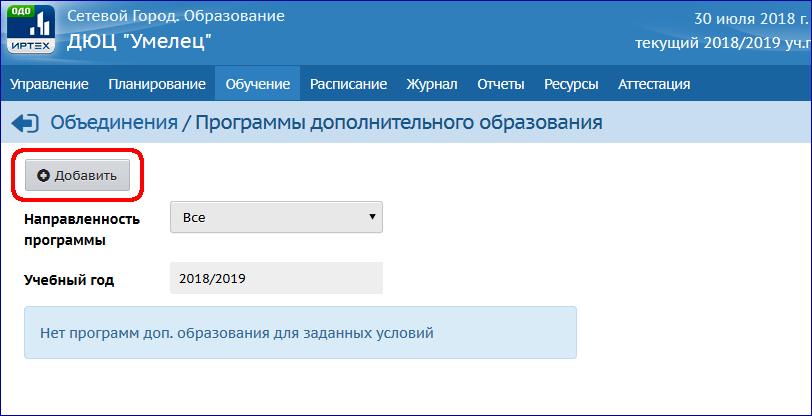 ОДО
ИРТЕХ
Сетевой Город. Образование
ДЮЦ "Умелец"
30 июля 2018 г.
текущий 2018/2019 уч.г
Управление Планирование Обучение Расписание Журнал Отчеты Ресурсы Аттестация
Объединения / Программы дополнительного образования
Добавить
Направленность
программы
Все
Учебный год
2018/2019
Нет программ доп. образования для заданных условий